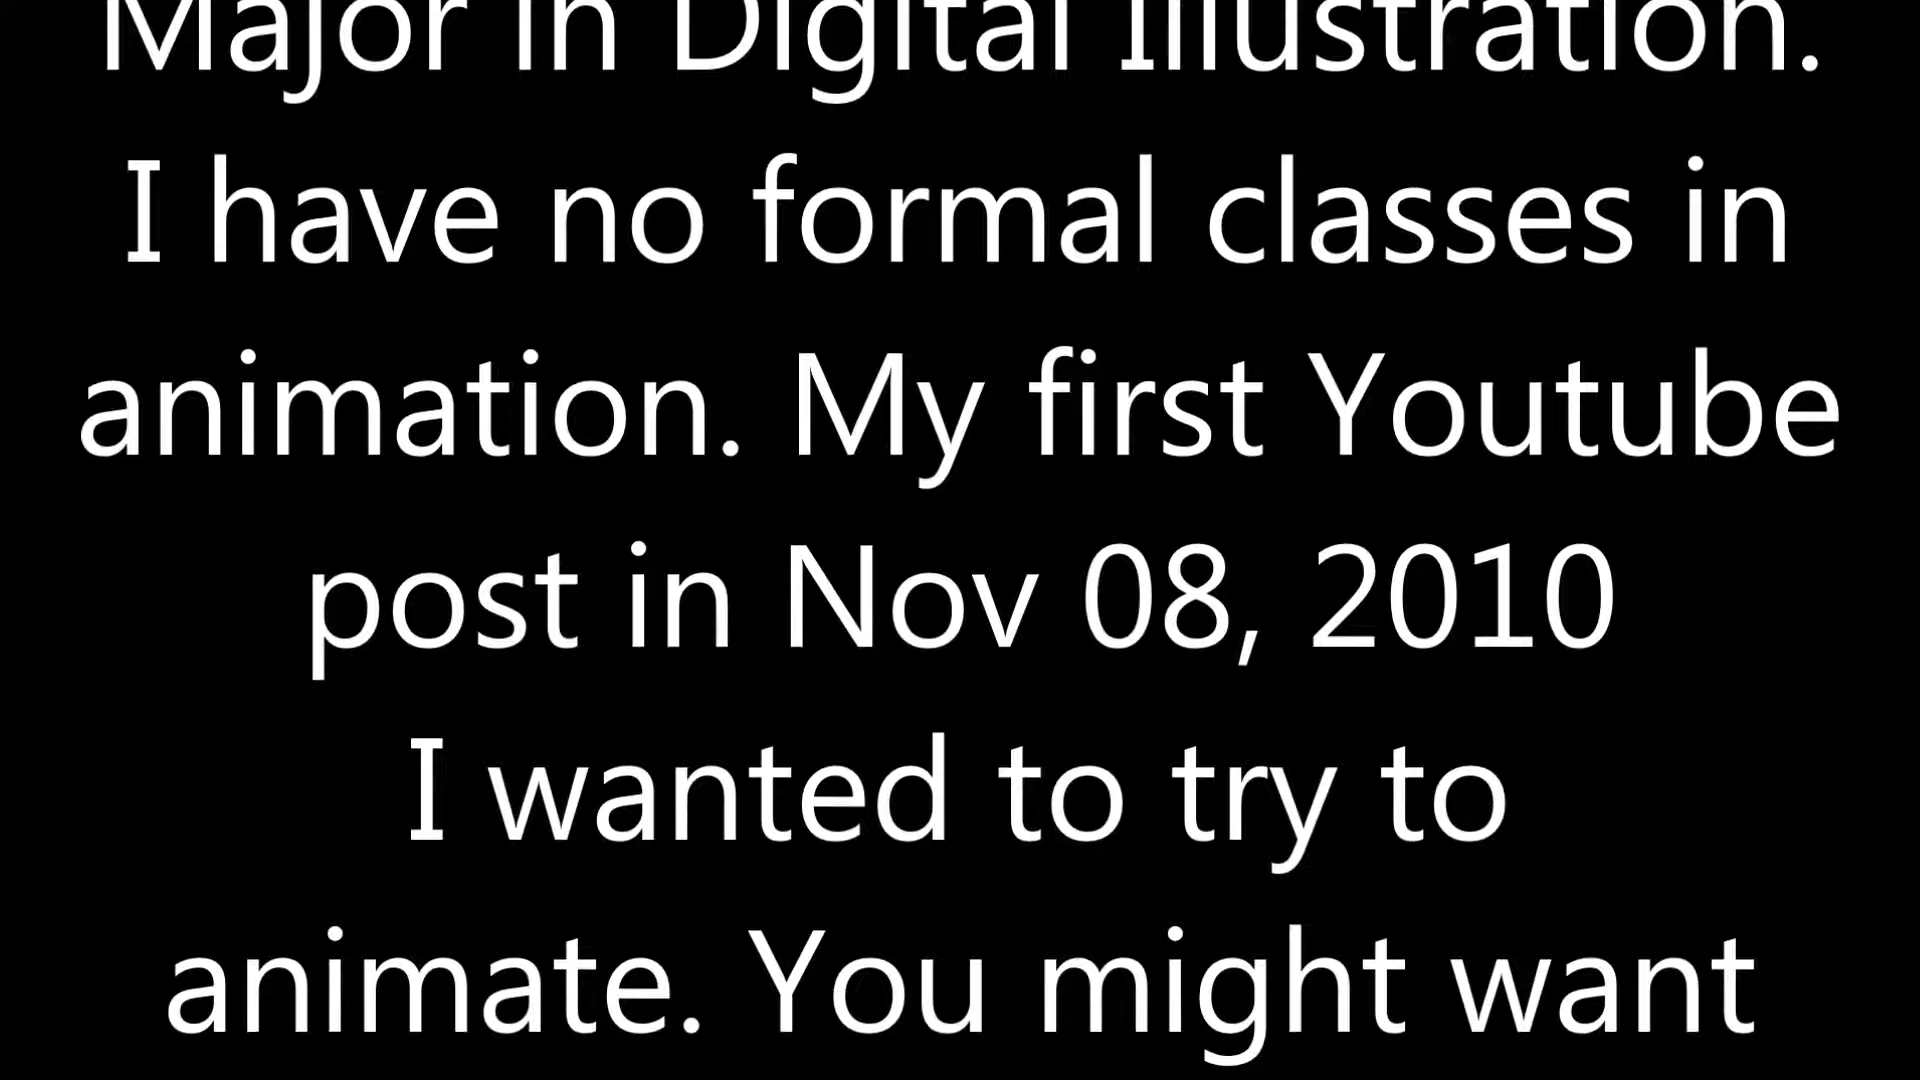 Major in Digital Illustration.
I have no formal classes in
animation. My first Youtube
post in Nov 08, 2010
I wanted to try to
animate. You might want